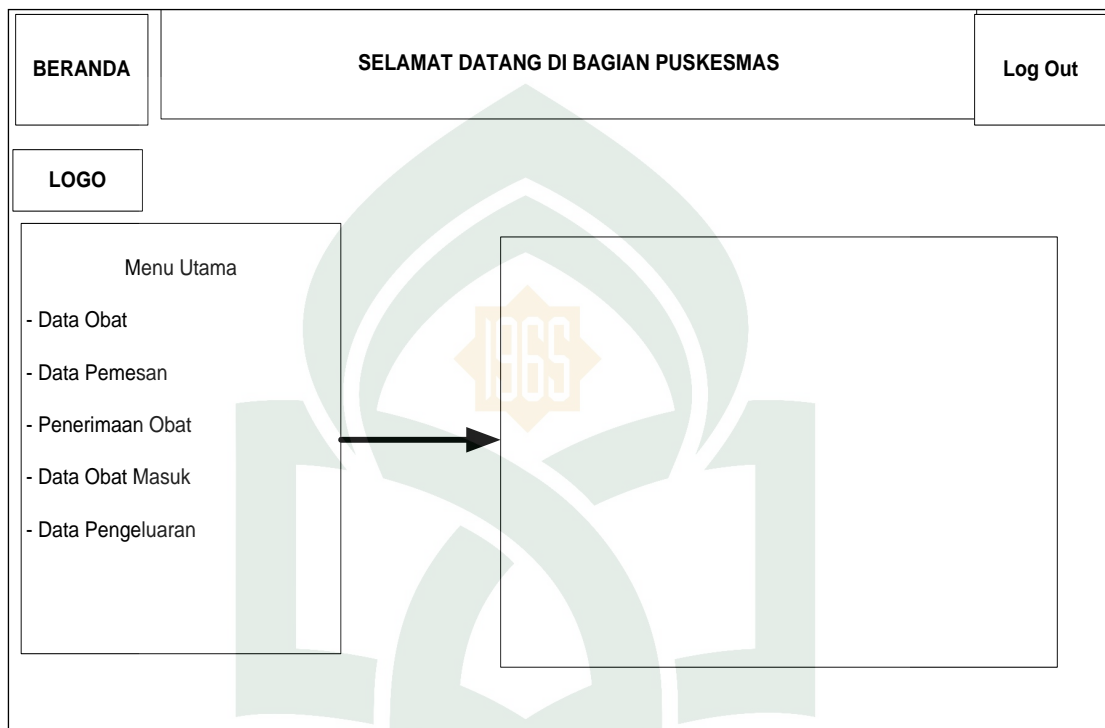 BERANDA
SELAMAT DATANG DI BAGIAN PUSKESMAS
Log Out
LOGO
Menu Utama
- Data Obat
- Data Pemesan
- Penerimaan Obat
- Data Obat Masuk
- Data Pengeluaran
1965